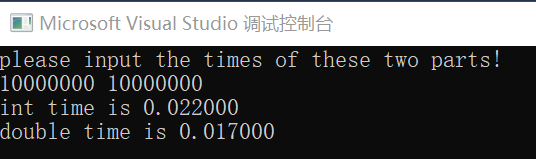 Microsoft Visual Studio 调试控制台
please input the times of these two parts!
10000000 10000000
int time is 0.022000
double time is 0.017000